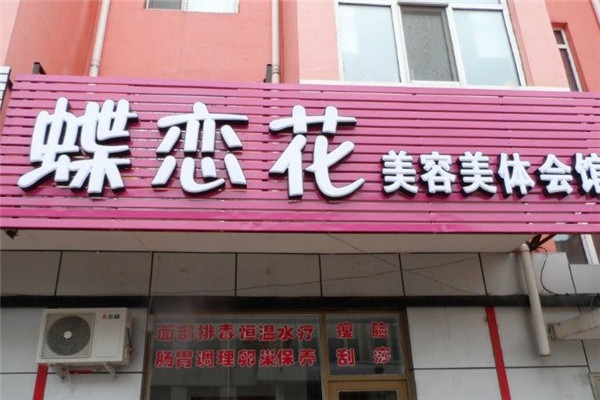 蝶恋花 美容美体会馆
面部排毒 恒温水疗 瘦脸
肠胃调理 卵巢保养 刮痧